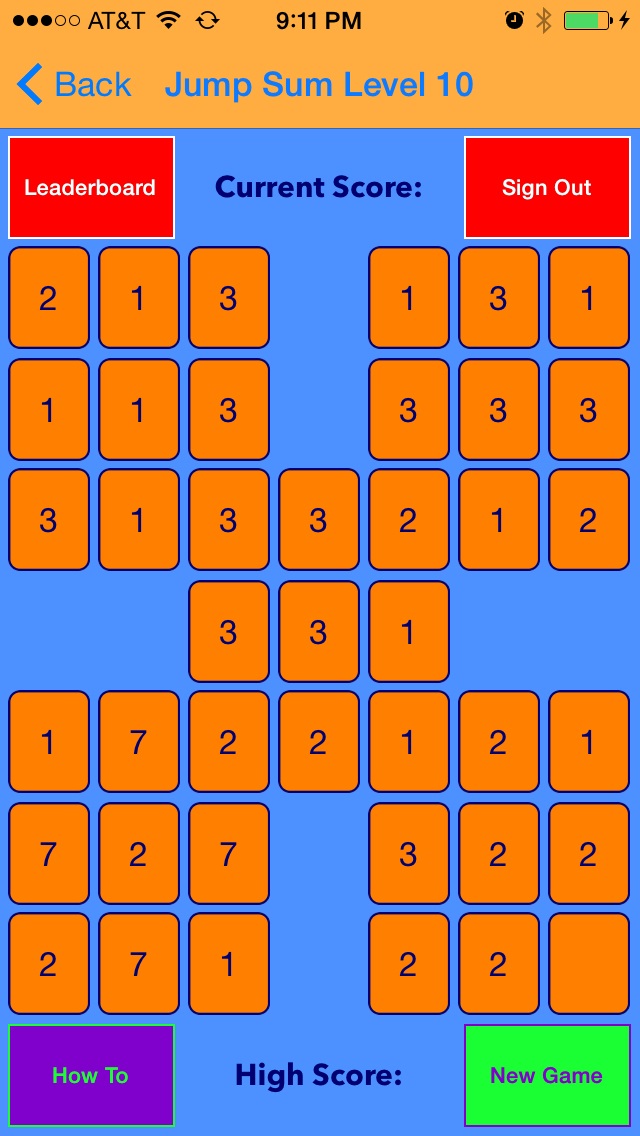 AT&T 9:11 PM
Back Jump Sum Level 10
Leaderboard Current Score: Sign Out
2 1 3 1 3 1
1 1 3 3 3 3
3 1 3 3 2 1 2
3 3 1
1 7 2 2 1 2 1
7 2 7 3 2 2
2 7 1 2 2
How To High Score: New Game